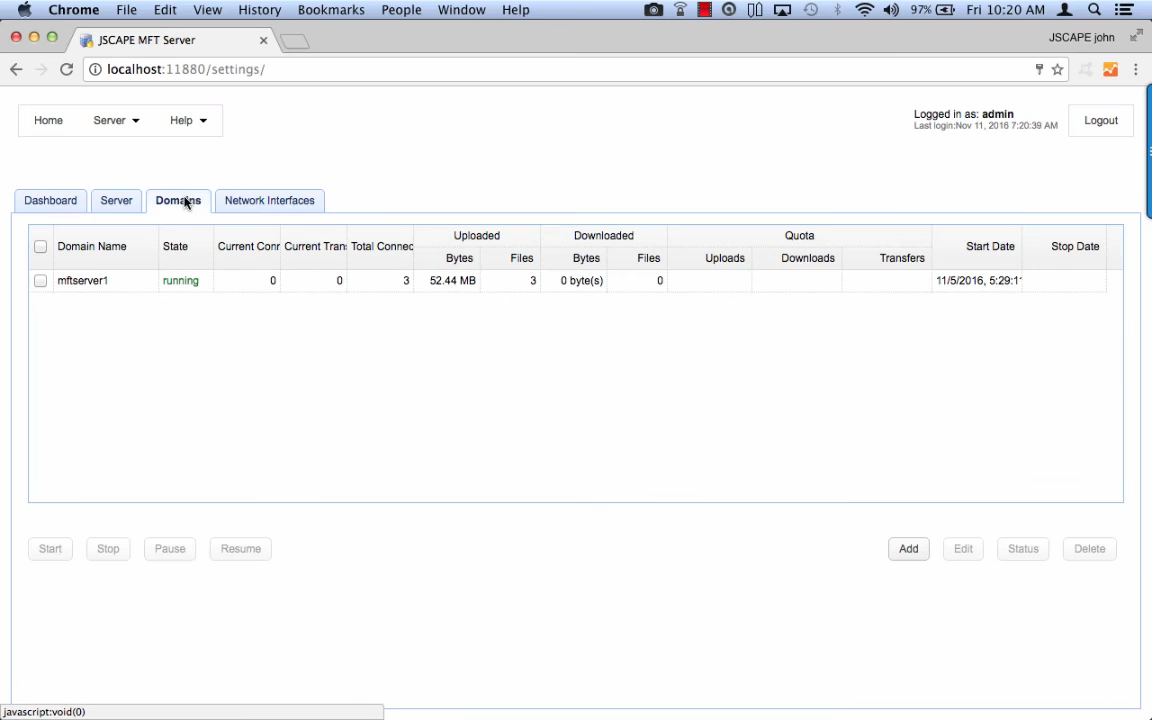 Chrome File Edit View History Bookmarks People Window Help 97% Fri 10:20 AM
JSCAPE MFT Server JSCAPE john
localhost:11880/settings/
Home Server Help Logged in as: admin Logout
Last login:Nov 11, 2016 7:20:39 AM
Dashboard Server Domains Network Interfaces
Uploaded Downloaded Quota
Domain Name State Current Conr Current Tran: Total Connec Start Date Stop Date
Bytes Files Bytes Files Uploads Downloads Transfers
mftserver1 running 0 0 3 52.44 MB 3 0 byte(s) 0 11/5/2016, 5:29:1
Start Stop Pause Resume Add Edit Status Delete
javascript:void(0)